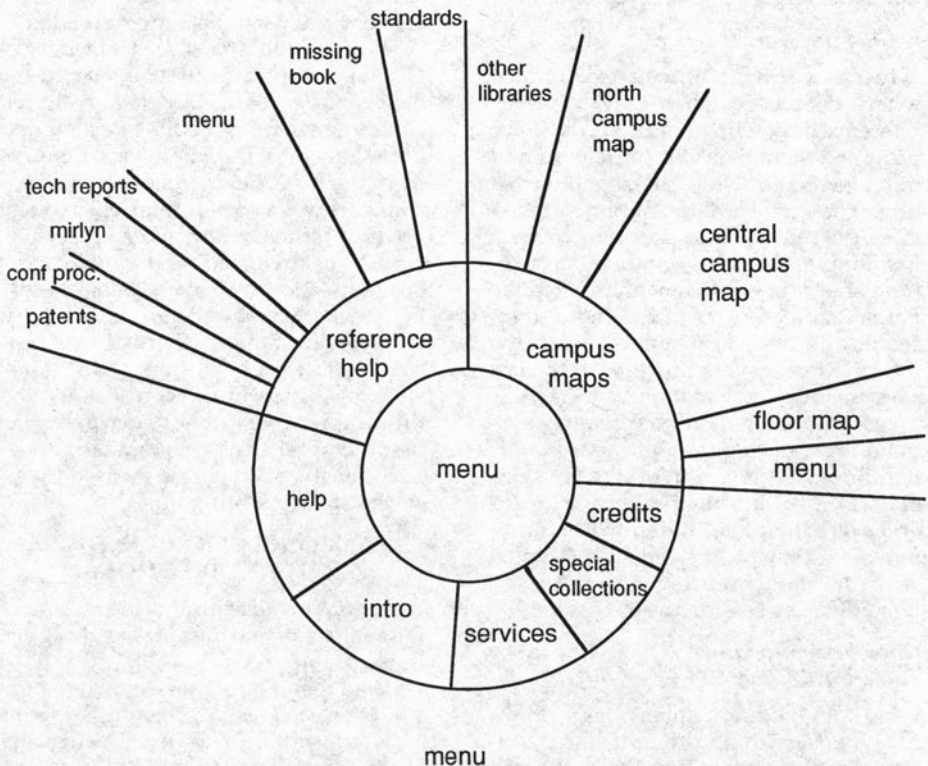 standards
missing
book
other
libraries
north
campus
map
menu
tech reports
mirlyn
conf proc.
patents
central
campus
map
reference
help
campus
maps
floor map
menu
menu
help
credits
special
collections
intro
services
menu